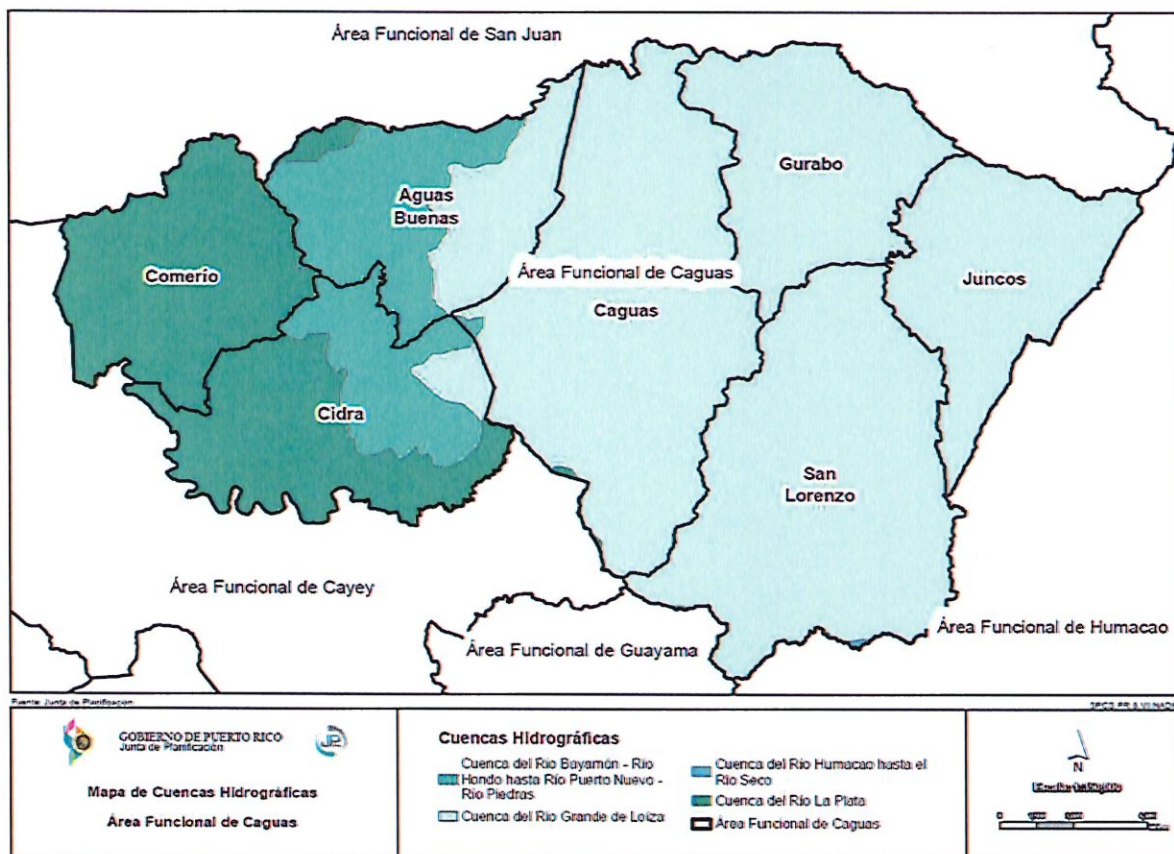 Área Funcional de San Juan
Gurabo
Aguas
Buenas
Comerío
Área Funcional de Caguas
Juncos
Caguas
Cidra
San
Lorenzo
Área Funcional de Cayey
Área Funcional de Humacao
Área Funcional de Guayama
Fuente: Junta de Planificación
GOBIERNO DE PUERTO RICO
Junta de Planificación
JP
Mapa de Cuencas Hidrográficas
Área Funcional de Caguas
Cuencas Hidrográficas
Cuenca del Río Bayamón - Río
Hondo hasta Río Puerto Nuevo -
Río Piedras
Cuenca del Río Grande de Loíza
Cuenca del Río Humacao hasta el
Río Seco
Cuenca del Río La Plata
Área Funcional de Caguas
N
0